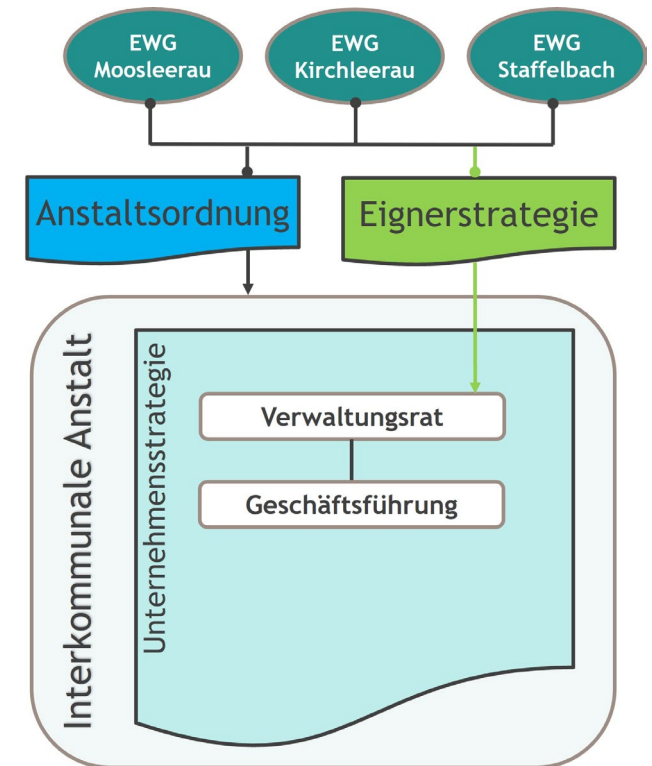 EWG
Moosleerau
EWG
Kirchleerau
EWG
Staffelbach
Anstaltsordnung
Eignerstrategie
Interkommunale Anstalt
Unternehmensstrategie
Verwaltungsrat
Geschäftsführung